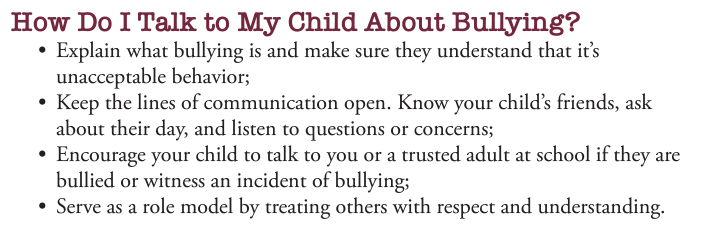 How Do I Talk to My Child About Bullying?
• Explain what bullying is and make sure they understand that it’s
unacceptable behavior;
• Keep the lines of communication open. Know your child’s friends, ask
about their day, and listen to questions or concerns;
• Encourage your child to talk to you or a trusted adult at school if they are
bullied or witness an incident of bullying;
• Serve as a role model by treating others with respect and understanding.